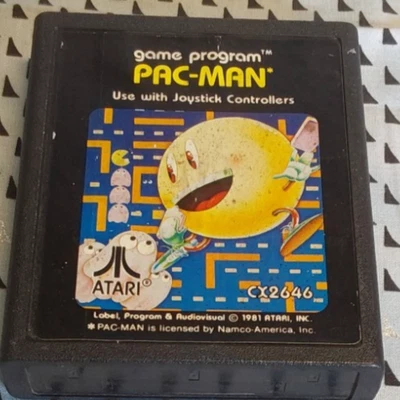 game program™
PAC-MAN*
Use with Joystick Controllers
ATARI®
CX2646
Label, Program & Audiovisual © 1981 ATARI, INC.
* PAC-MAN is licensed by Namco-America, Inc.